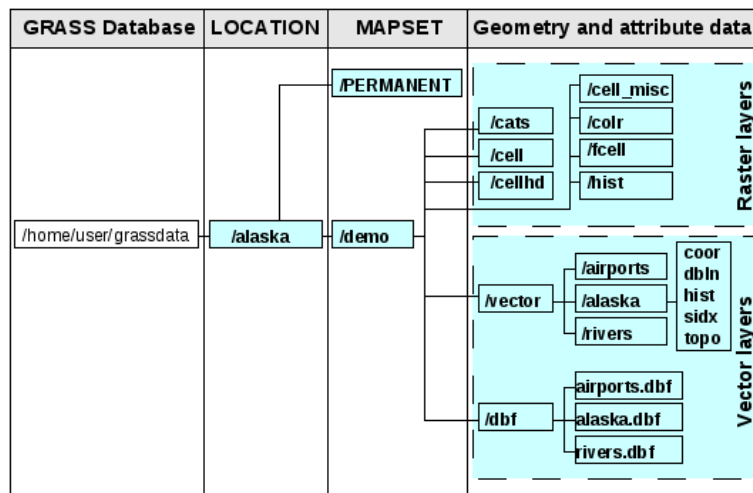 GRASS Database
LOCATION
MAPSET
Geometry and attribute data
/PERMANENT
/cell_misc
/cats
/colr
/cell
/fcell
/cellhd
/hist
Raster layers
/home/user/grassdata
/alaska
/demo
/vector
/airports
/alaska
/rivers
coor
dbln
hist
sidx
topo
Vector layers
/dbf
airports.dbf
alaska.dbf
rivers.dbf